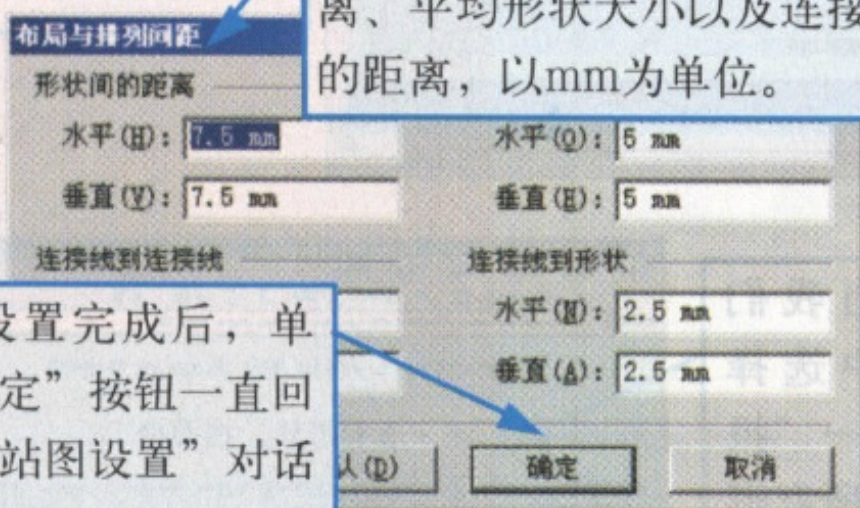 离、平均形状大小以及连接
的距离，以mm为单位。
布局与排列间距
形状间的距离
水平(H): 7.5 mm
水平(O): 5 mm
垂直(V): 7.5 mm
垂直(E): 5 mm
连接线到连接线
连接线到形状
水平(N): 2.5 mm
垂直(A): 2.5 mm
设置完成后，单
定”按钮一直回
站图设置”对话
认(D)
确定
取消
我们
选择